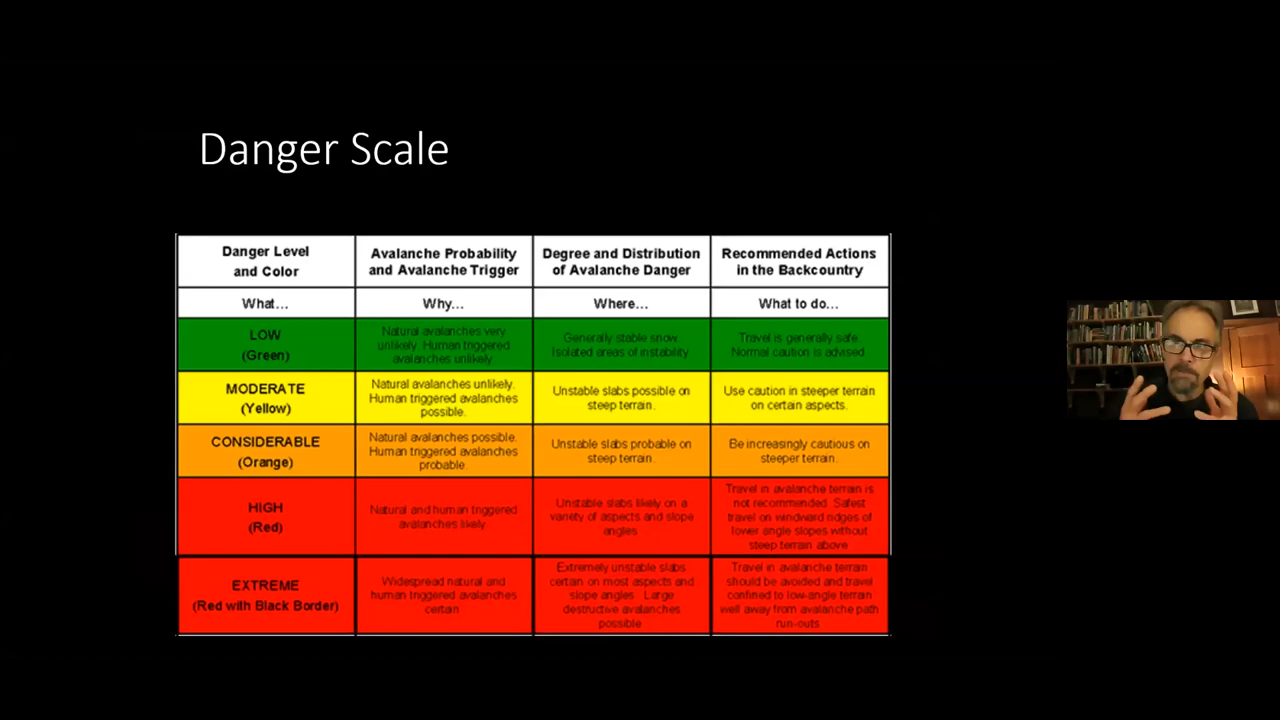 Danger Scale
Danger Level
and Color
Avalanche Probability
and Avalanche Trigger
Degree and Distribution
of Avalanche Danger
Recommended Actions
in the Backcountry
What...
Why...
Where...
What to do...
LOW
(Green)
Natural avalanches very
unlikely. Human triggered
avalanches unlikely
Generally stable snow.
Isolated areas of instability
Travel is generally safe.
Normal caution is advised
MODERATE
(Yellow)
Natural avalanches unlikely.
Human triggered avalanches
possible.
Unstable slabs possible on
steep terrain.
Use caution in steeper terrain
on certain aspects.
CONSIDERABLE
(Orange)
Natural avalanches possible.
Human triggered avalanches
probable.
Unstable slabs probable on
steep terrain.
Be increasingly cautious on
steeper terrain.
HIGH
(Red)
Natural and human triggered
avalanches likely
Unstable slabs likely on a
variety of aspects and slope
angles
Travel in avalanche terrain is
not recommended. Safest
travel on windward ridges of
lower angle slopes without
steep terrain above
EXTREME
(Red with Black Border)
Widespread natural and
human triggered avalanches
certain
Extremely unstable slabs
certain on most aspects and
slope angles. Large
destructive avalanches
possible
Travel in avalanche terrain
should be avoided and travel
confined to low-angle terrain
well away from avalanche path
run-outs